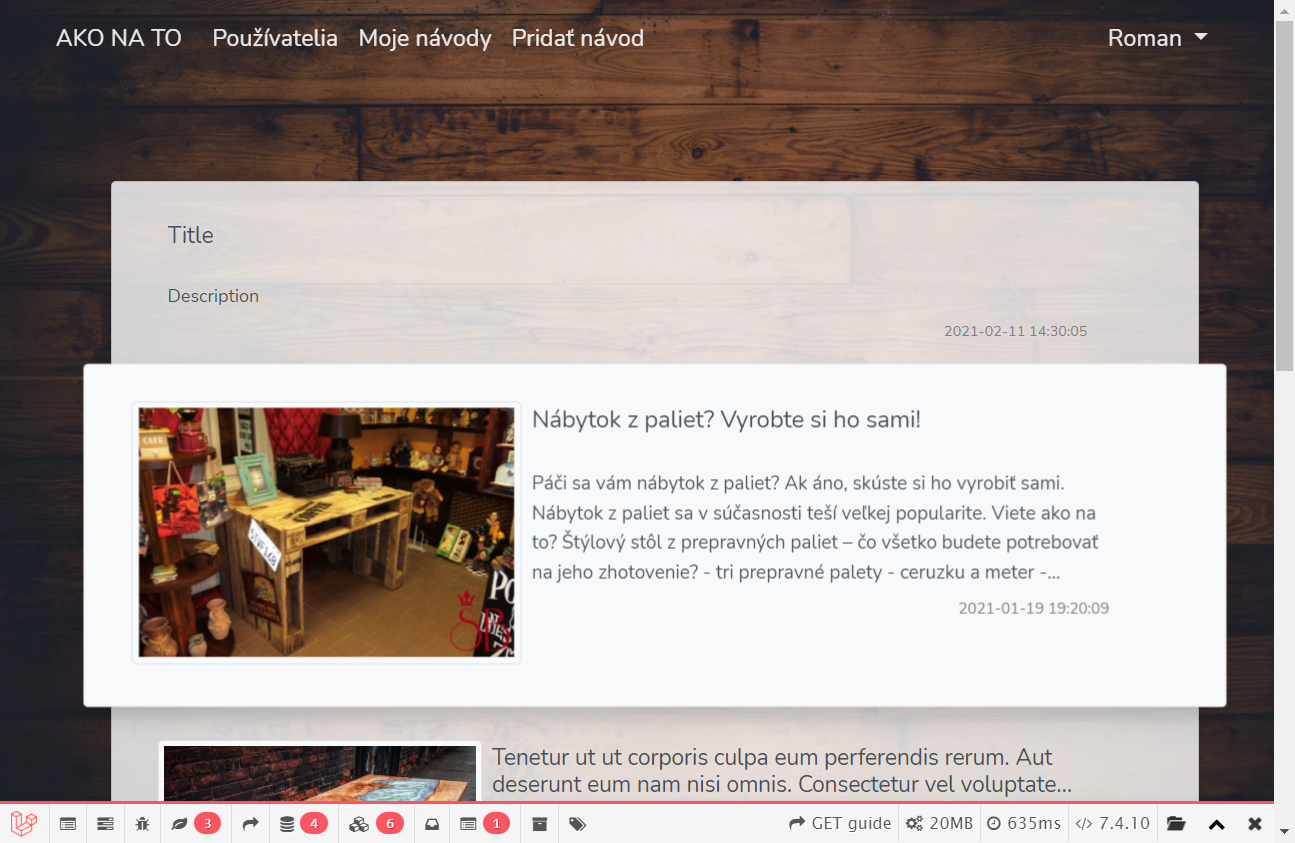 AKO NA TO Používatelia Moje návody Pridať návod Roman
Title
Description
2021-02-11 14:30:05
Nábytok z paliet? Vyrobte si ho sami!
Páči sa vám nábytok z paliet? Ak áno, skúste si ho vyrobiť sami.
Nábytok z paliet sa v súčasnosti teší veľkej popularite. Viete ako na
to? Štýlový stôl z prepravných paliet – čo všetko budete potrebovať
na jeho zhotovenie? - tri prepravné palety - ceruzku a meter -...
2021-01-19 19:20:09
CAFE
Tenetur ut ut corporis culpa eum perferendis rerum. Aut
deserunt eum nam nisi omnis. Consectetur vel voluptate...
3 4 6 1 GET guide 20MB 635ms 7.4.10